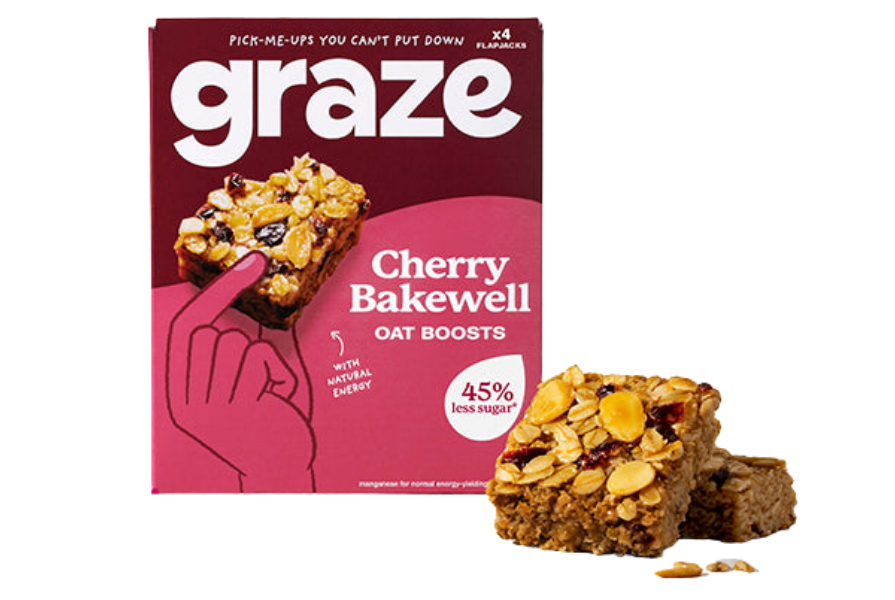 PICK-ME-UPS YOU CAN'T PUT DOWN
x4
FLAPJACKS
graze
Cherry
Bakewell
OAT BOOSTS
WITH
NATURAL
ENERGY
45%
less sugar*
manganese for normal energy-yielding